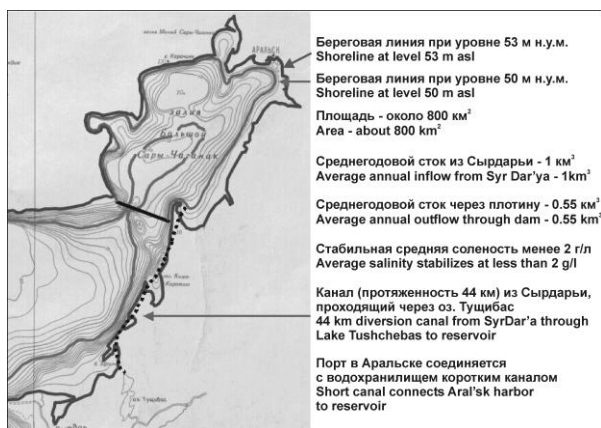 АРАЛЬСК
залив
Большой
Сары-Чаганак
Береговая линия при уровне 53 м н.у.м.
Shoreline at level 53 m asl
Береговая линия при уровне 50 м н.у.м.
Shoreline at level 50 m asl
Площадь - около 800 км²
Area - about 800 km²
Среднегодовой сток из Сырдарьи - 1 км³
Average annual inflow from Syr Dar'ya - 1km³
Среднегодовой сток через плотину - 0.55 км³
Average annual outflow through dam - 0.55 km³
Стабильная средняя соленость менее 2 г/л
Average salinity stabilizes at less than 2 g/l
Канал (протяженность 44 км) из Сырдарьи,
проходящий через оз. Тущибас
44 km diversion canal from SyrDar'a through
Lake Tushchebas to reservoir
Порт в Аральске соединяется
с водохранилищем коротким каналом
Short canal connects Aral'sk harbor
to reservoir